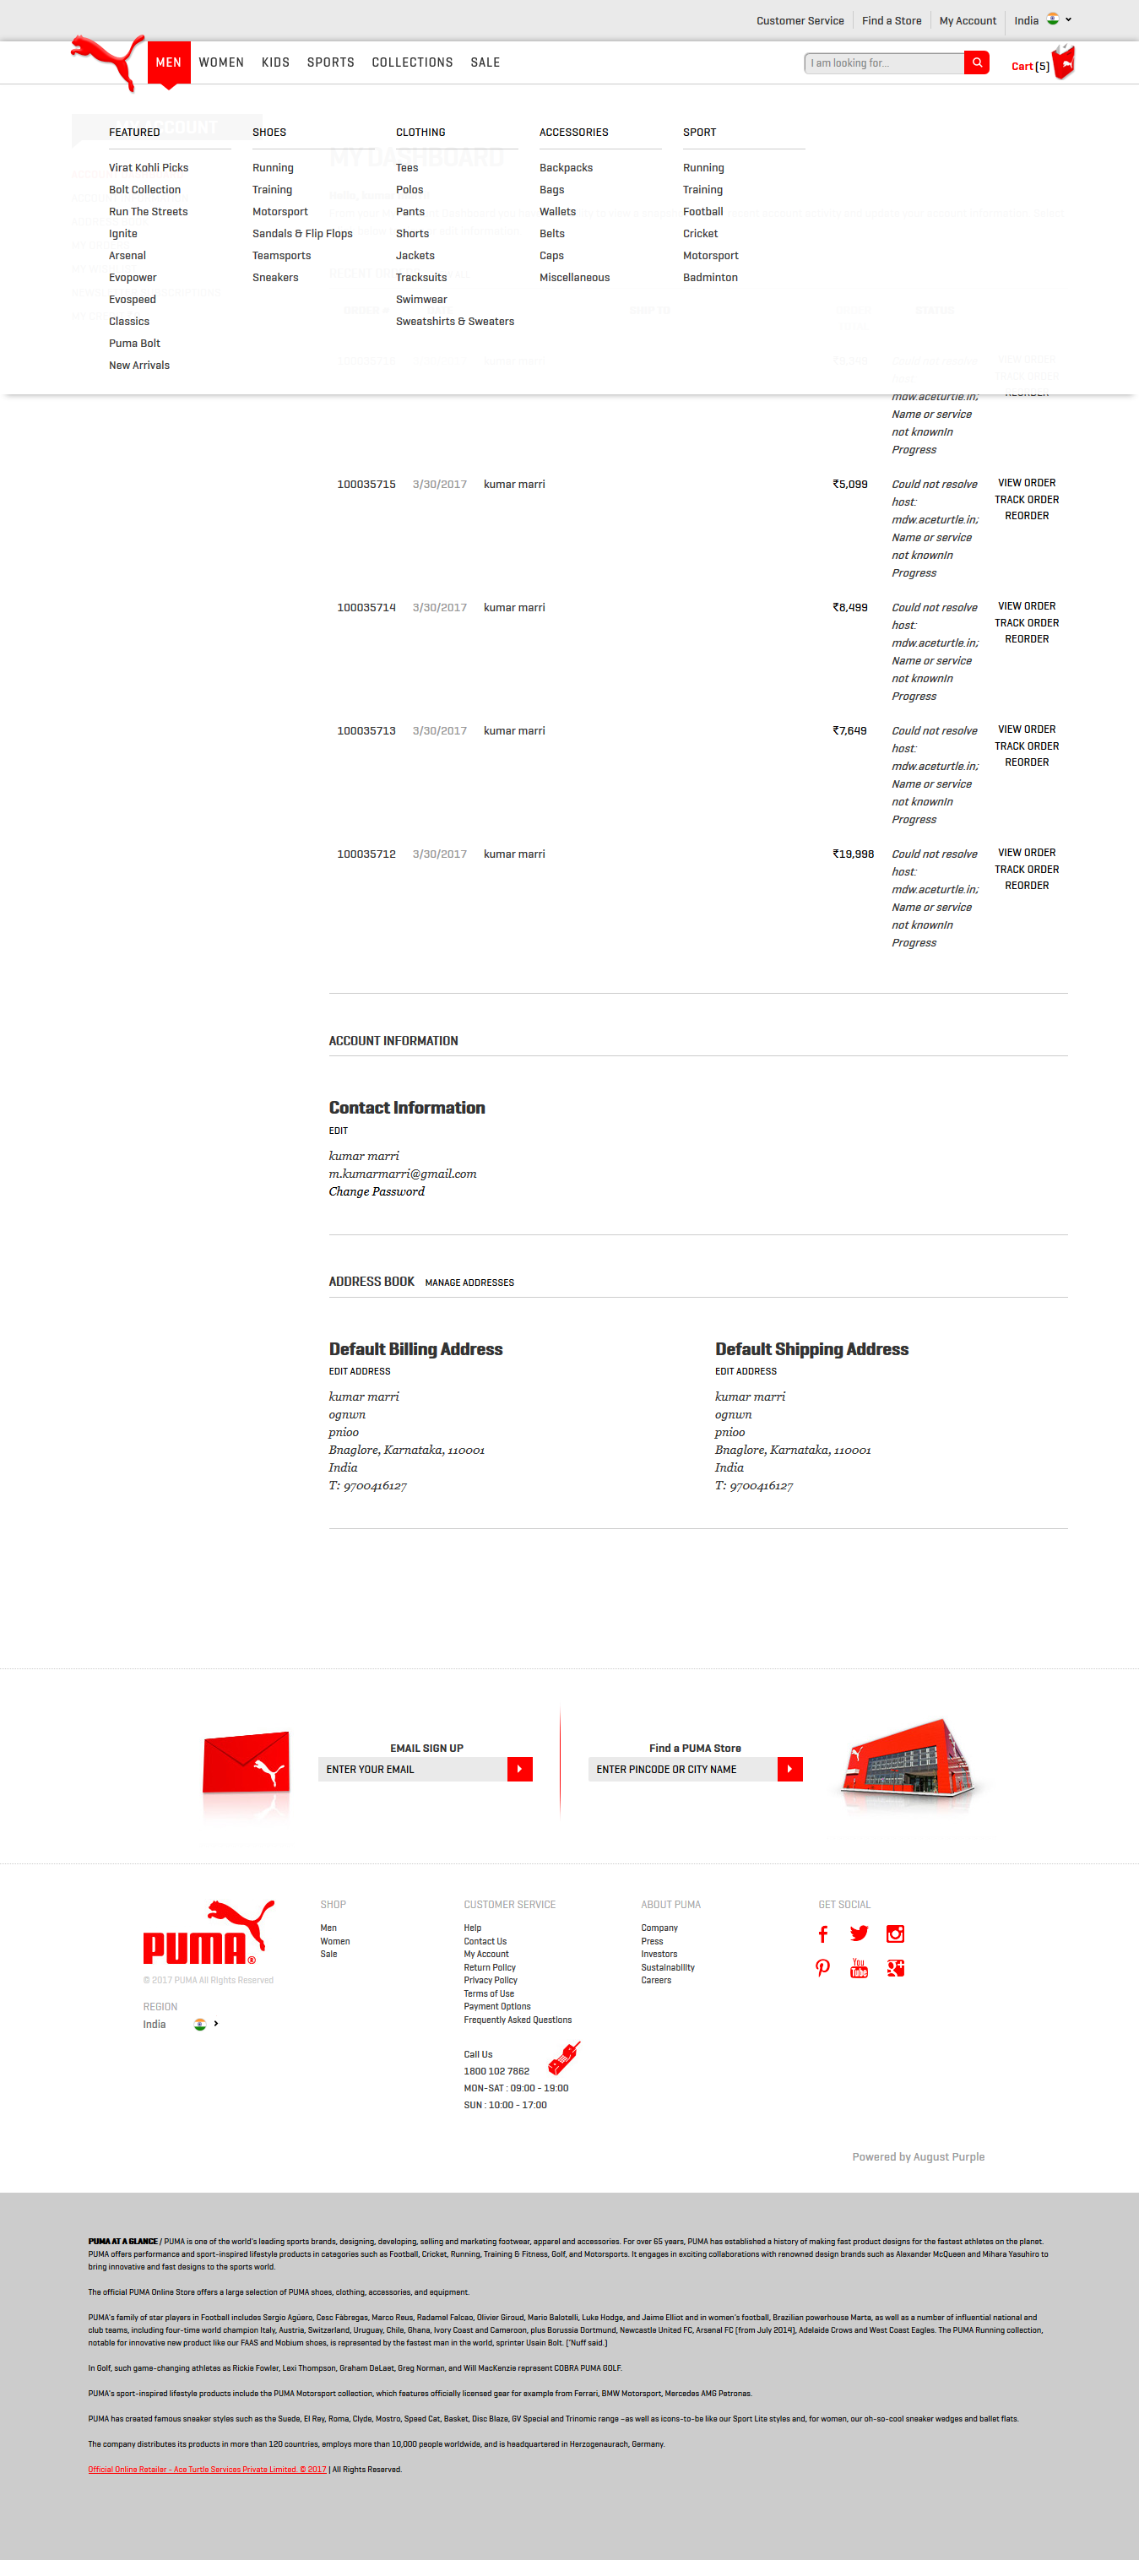 Customer Service
Find a Store
My Account
India
MEN
WOMEN
KIDS
SPORTS
COLLECTIONS
SALE
I am looking for...
Cart (5)
MY ACCOUNT
MY DASHBOARD
FEATURED
Virat Kohli Picks
Bolt Collection
Run The Streets
Ignite
Arsenal
Evopower
Evospeed
Classics
Puma Bolt
New Arrivals
SHOES
Running
Training
Motorsport
Sandals & Flip Flops
Teamsports
Sneakers
CLOTHING
Tees
Polos
Pants
Shorts
Jackets
Tracksuits
Swimwear
Sweatshirts & Sweaters
ACCESSORIES
Backpacks
Bags
Wallets
Belts
Caps
Miscellaneous
SPORT
Running
Training
Football
Cricket
Motorsport
Badminton
SHIP TO
STATUS
VIEW ORDER
TRACK ORDER
REORDER
mdw.aceturtle.in;
Name or service
not knownIn
Progress
100035715 3/30/2017 kumar marri ₹5,099
Could not resolve
host:
mdw.aceturtle.in;
Name or service
not knownIn
Progress
VIEW ORDER
TRACK ORDER
REORDER
100035714 3/30/2017 kumar marri ₹8,499
Could not resolve
host:
mdw.aceturtle.in;
Name or service
not knownIn
Progress
VIEW ORDER
TRACK ORDER
REORDER
100035713 3/30/2017 kumar marri ₹7,649
Could not resolve
host:
mdw.aceturtle.in;
Name or service
not knownIn
Progress
VIEW ORDER
TRACK ORDER
REORDER
100035712 3/30/2017 kumar marri ₹19,998
Could not resolve
host:
mdw.aceturtle.in;
Name or service
not knownIn
Progress
VIEW ORDER
TRACK ORDER
REORDER
ACCOUNT INFORMATION
Contact Information
EDIT
kumar marri
m.kumarmarri@gmail.com
Change Password
ADDRESS BOOK MANAGE ADDRESSES
Default Billing Address
EDIT ADDRESS
kumar marri
ognwn
pnioo
Bnaglore, Karnataka, 110001
India
T: 9700416127
Default Shipping Address
EDIT ADDRESS
kumar marri
ognwn
pnioo
Bnaglore, Karnataka, 110001
India
T: 9700416127
EMAIL SIGN UP
ENTER YOUR EMAIL
Find a PUMA Store
ENTER PINCODE OR CITY NAME
PUMA®
© 2017 PUMA All Rights Reserved
REGION
India
SHOP
Men
Women
Sale
CUSTOMER SERVICE
Help
Contact Us
My Account
Return Policy
Privacy Policy
Terms of Use
Payment Options
Frequently Asked Questions
Call Us
1800 102 7862
MON-SAT : 09:00 - 19:00
SUN : 10:00 - 17:00
ABOUT PUMA
Company
Press
Investors
Sustainability
Careers
GET SOCIAL
You
Tube
Powered by August Purple
PUMA AT A GLANCE / PUMA is one of the world's leading sports brands, designing, developing, selling and marketing footwear, apparel and accessories. For over 65 years, PUMA has established a history of making fast product designs for the fastest athletes on the planet.
PUMA offers performance and sport-inspired lifestyle products in categories such as Football, Cricket, Running, Training & Fitness, Golf, and Motorsports. It engages in exciting collaborations with renowned design brands such as Alexander McQueen and Mihara Yasuhiro to
bring innovative and fast designs to the sports world.
The official PUMA Online Store offers a large selection of PUMA shoes, clothing, accessories, and equipment.
PUMA's family of star players in Football includes Sergio Agüero, Cesc Fàbregas, Marco Reus, Radamel Falcao, Olivier Giroud, Mario Balotelli, Luke Hodge, and Jaime Elliot and in women's football, Brazilian powerhouse Marta, as well as a number of influential national and
club teams, including four-time world champion Italy, Austria, Switzerland, Uruguay, Chile, Ghana, Ivory Coast and Cameroon, plus Borussia Dortmund, Newcastle United FC, Arsenal FC (from July 2014), Adelaide Crows and West Coast Eagles. The PUMA Running collection,
notable for innovative new product like our FAAS and Mobium shoes, is represented by the fastest man in the world, sprinter Usain Bolt. ('Nuff said.)
In Golf, such game-changing athletes as Rickie Fowler, Lexi Thompson, Graham DeLaet, Greg Norman, and Will MacKenzie represent COBRA PUMA GOLF.
PUMA's sport-inspired lifestyle products include the PUMA Motorsport collection, which features officially licensed gear for example from Ferrari, BMW Motorsport, Mercedes AMG Petronas.
PUMA has created famous sneaker styles such as the Suede, El Rey, Roma, Clyde, Mostro, Speed Cat, Basket, Disc Blaze, GV Special and Trinomic range –as well as icons-to-be like our Sport Lite styles and, for women, our oh-so-cool sneaker wedges and ballet flats.
The company distributes its products in more than 120 countries, employs more than 10,000 people worldwide, and is headquartered in Herzogenaurach, Germany.
Official Online Retailer - Ace Turtle Services Private Limited. © 2017 | All Rights Reserved.